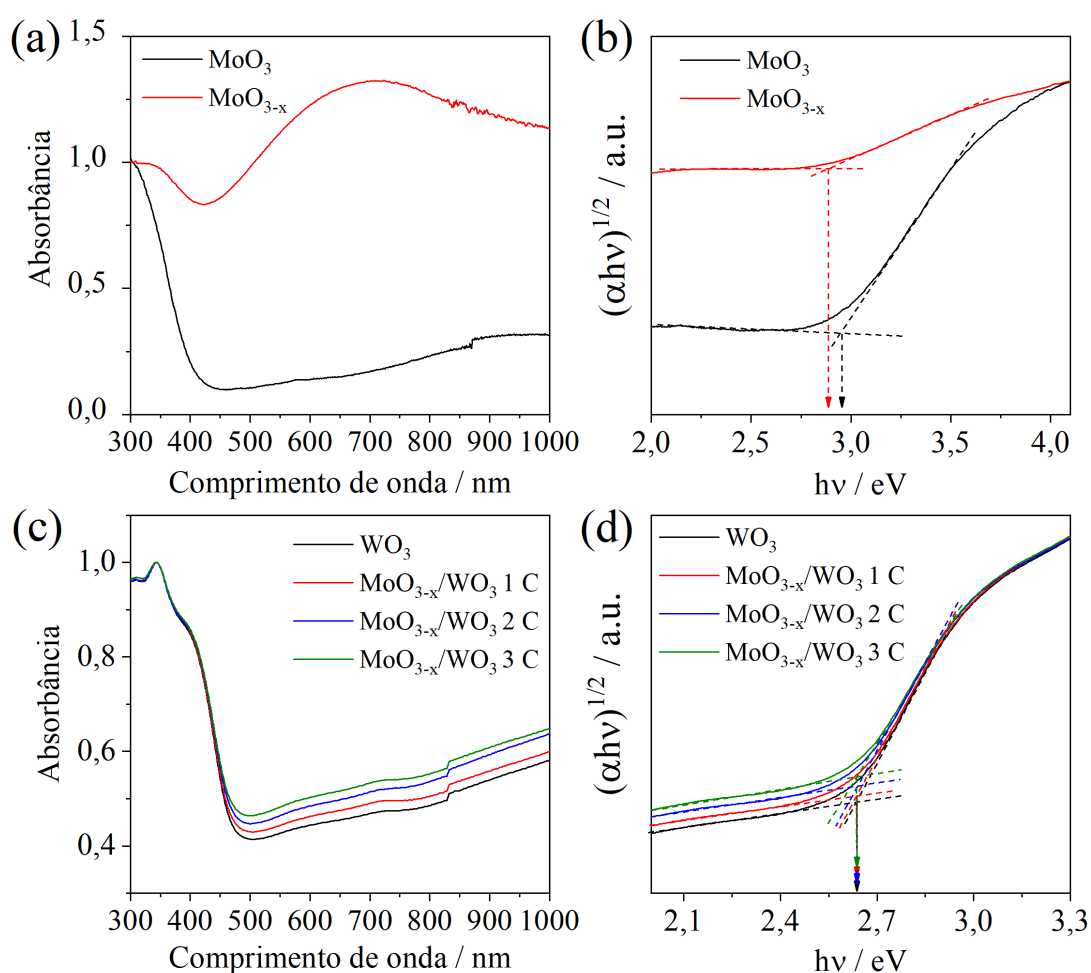 (a)
1,5
1,0
0,5
0,0
Absorbância
MoO₃
MoO₃₋ₓ
300 400 500 600 700 800 900 1000
Comprimento de onda / nm
(b)
(αhν)¹/² / a.u.
MoO₃
MoO₃₋ₓ
2,0 2,5 3,0 3,5 4,0
hν / eV
(c)
1,0
0,8
0,6
0,4
Absorbância
WO₃
MoO₃₋ₓ/WO₃ 1 C
MoO₃₋ₓ/WO₃ 2 C
MoO₃₋ₓ/WO₃ 3 C
300 400 500 600 700 800 900 1000
Comprimento de onda / nm
(d)
(αhν)¹/² / a.u.
WO₃
MoO₃₋ₓ/WO₃ 1 C
MoO₃₋ₓ/WO₃ 2 C
MoO₃₋ₓ/WO₃ 3 C
2,1 2,4 2,7 3,0 3,3
hν / eV